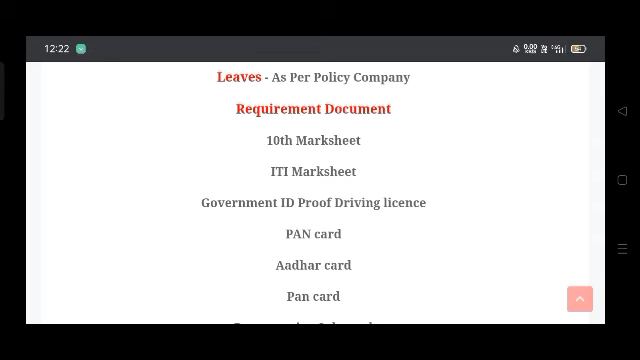 12:22
Leaves - As Per Policy Company
Requirement Document
10th Marksheet
ITI Marksheet
Government ID Proof Driving licence
PAN card
Aadhar card
Pan card